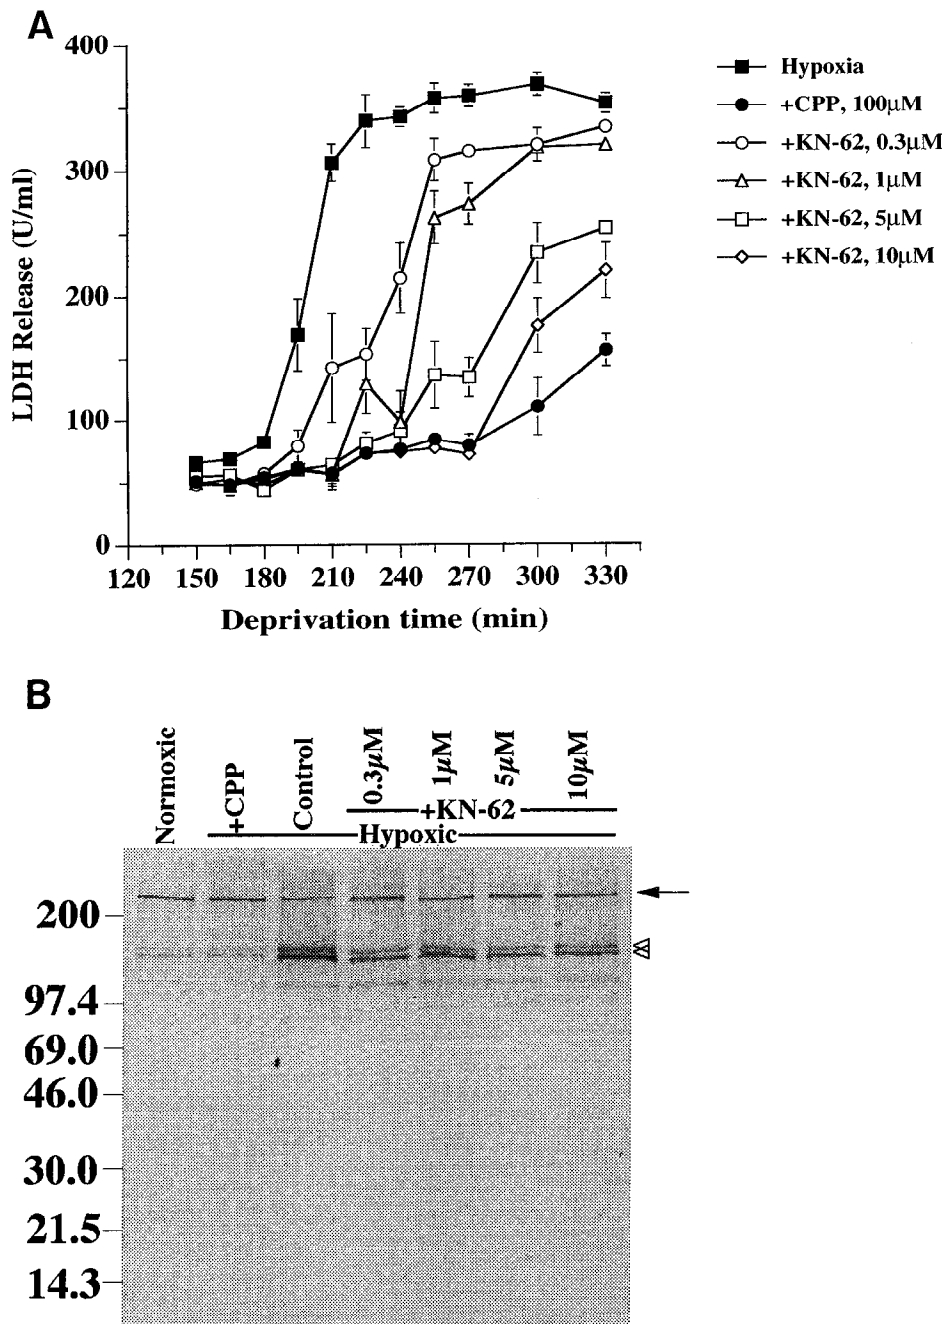 A
400
300
200
100
0
LDH Release (U/ml)
120 150 180 210 240 270 300 330
Deprivation time (min)
Hypoxia
+CPP, 100μM
+KN-62, 0.3μM
+KN-62, 1μM
+KN-62, 5μM
+KN-62, 10μM
B
Normoxic
+CPP
Control
0.3μM
1μM
5μM
10μM
+KN-62
Hypoxic
200
97.4
69.0
46.0
30.0
21.5
14.3